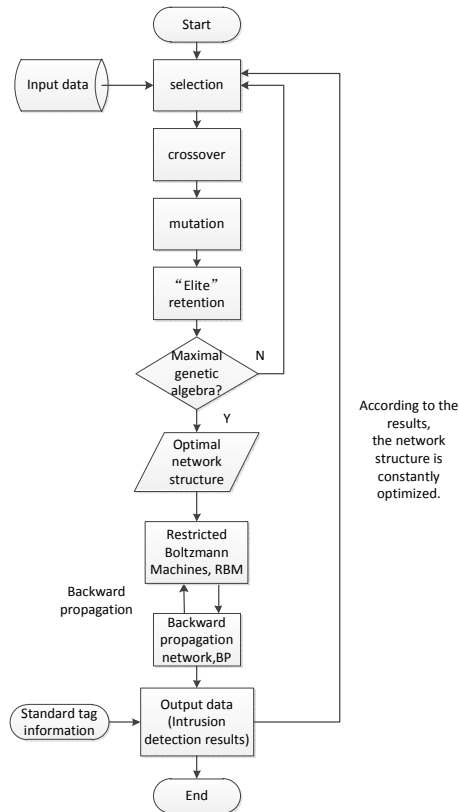 Start
Input data
selection
crossover
mutation
“Elite”
retention
Maximal
genetic
algebra?
N
Y
According to the
results,
the network
structure is
constantly
optimized.
Optimal
network
structure
Restricted
Boltzmann
Machines, RBM
Backward
propagation
Backward
propagation
network,BP
Standard tag
information
Output data
(Intrusion
detection results)
End